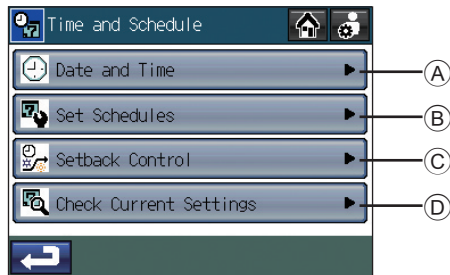 Time and Schedule
Date and Time
A
Set Schedules
B
Setback Control
C
Check Current Settings
D